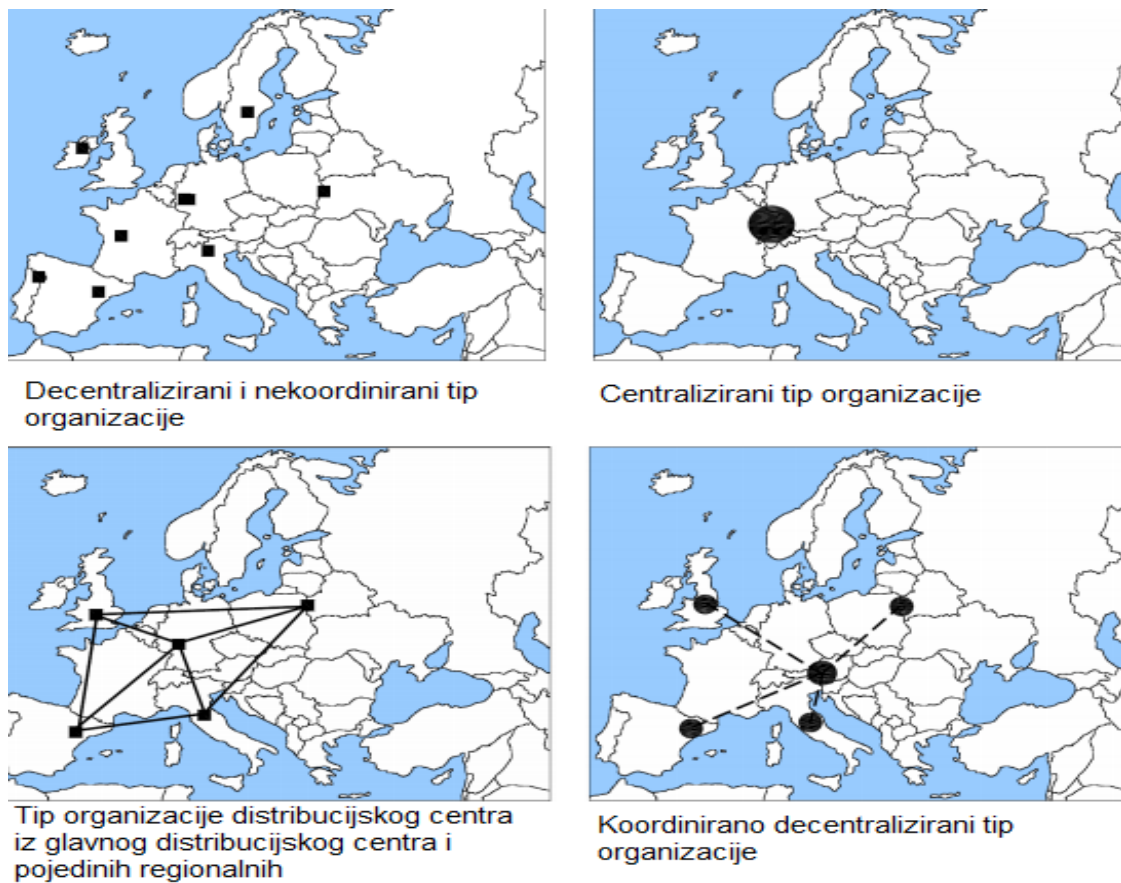 Decentralizirani i nekoordinirani tip
organizacije
Centralizirani tip organizacije
Tip organizacije distribucijskog centra
iz glavnog distribucijskog centra i
pojedinih regionalnih
Koordinirano decentralizirani tip
organizacije